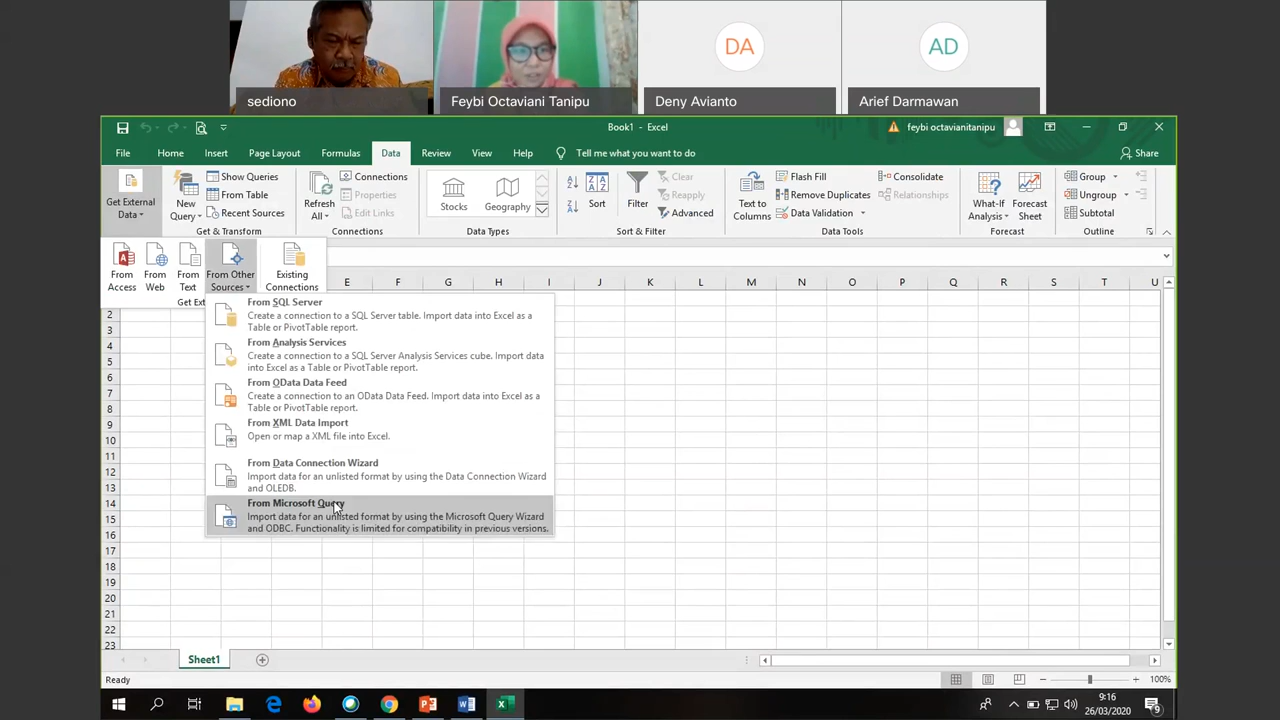 sediono
Feybi Octaviani Tanipu
DA
Deny Avianto
AD
Arief Darmawan
Book1 - Excel
feybi octavianitanipu
File Home Insert Page Layout Formulas Data Review View Help Tell me what you want to do Share
Get External Data
New Query
Show Queries
From Table
Recent Sources
Get & Transform
Refresh All
Connections
Properties
Edit Links
Connections
Stocks
Geography
Data Types
Sort
Filter
Clear
Reapply
Advanced
Sort & Filter
Text to Columns
Flash Fill
Remove Duplicates
Data Validation
Consolidate
Relationships
Data Tools
What-If Analysis
Forecast Sheet
Forecast
Group
Ungroup
Subtotal
Outline
From Access
From Web
From Text
From Other Sources
Existing Connections
Get Ext
E F G H I J K L M N O P Q R S T U
From SQL Server
Create a connection to a SQL Server table. Import data into Excel as a
Table or PivotTable report.
From Analysis Services
Create a connection to a SQL Server Analysis Services cube. Import data
into Excel as a Table or PivotTable report.
From OData Data Feed
Create a connection to an OData Data Feed. Import data into Excel as a
Table or PivotTable report.
From XML Data Import
Open or map a XML file into Excel.
From Data Connection Wizard
Import data for an unlisted format by using the Data Connection Wizard
and OLEDB.
From Microsoft Query
Import data for an unlisted format by using the Microsoft Query Wizard
and ODBC. Functionality is limited for compatibility in previous versions.
2
3
4
5
6
7
8
9
10
11
12
13
14
15
16
17
18
19
20
21
22
23
Sheet1
Ready
100%
9:16
26/03/2020
9